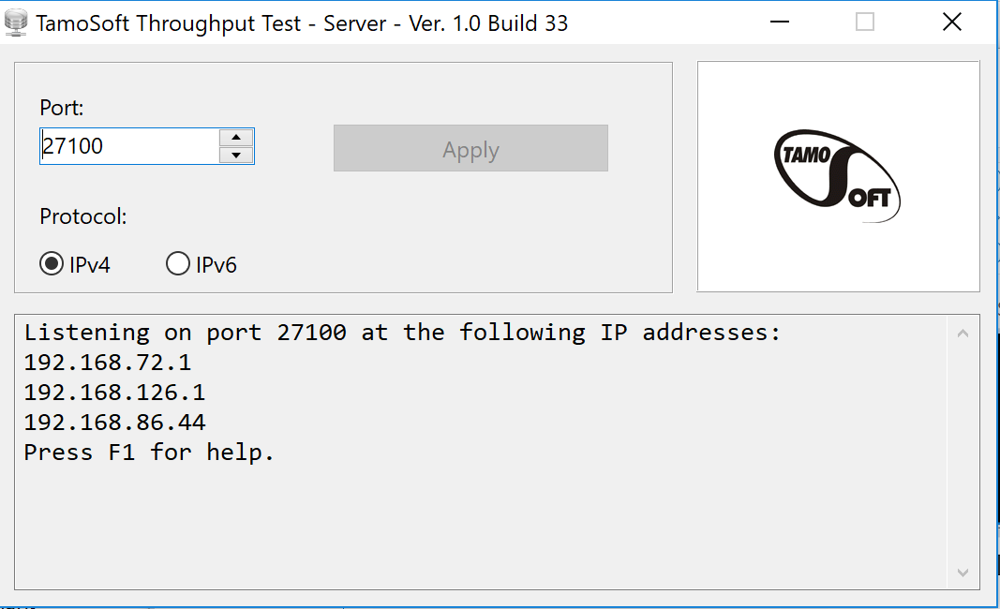 TamoSoft Throughput Test - Server - Ver. 1.0 Build 33
Port:
27100
Apply
Protocol:
IPv4
IPv6
TAMO
SOFT
Listening on port 27100 at the following IP addresses:
192.168.72.1
192.168.126.1
192.168.86.44
Press F1 for help.